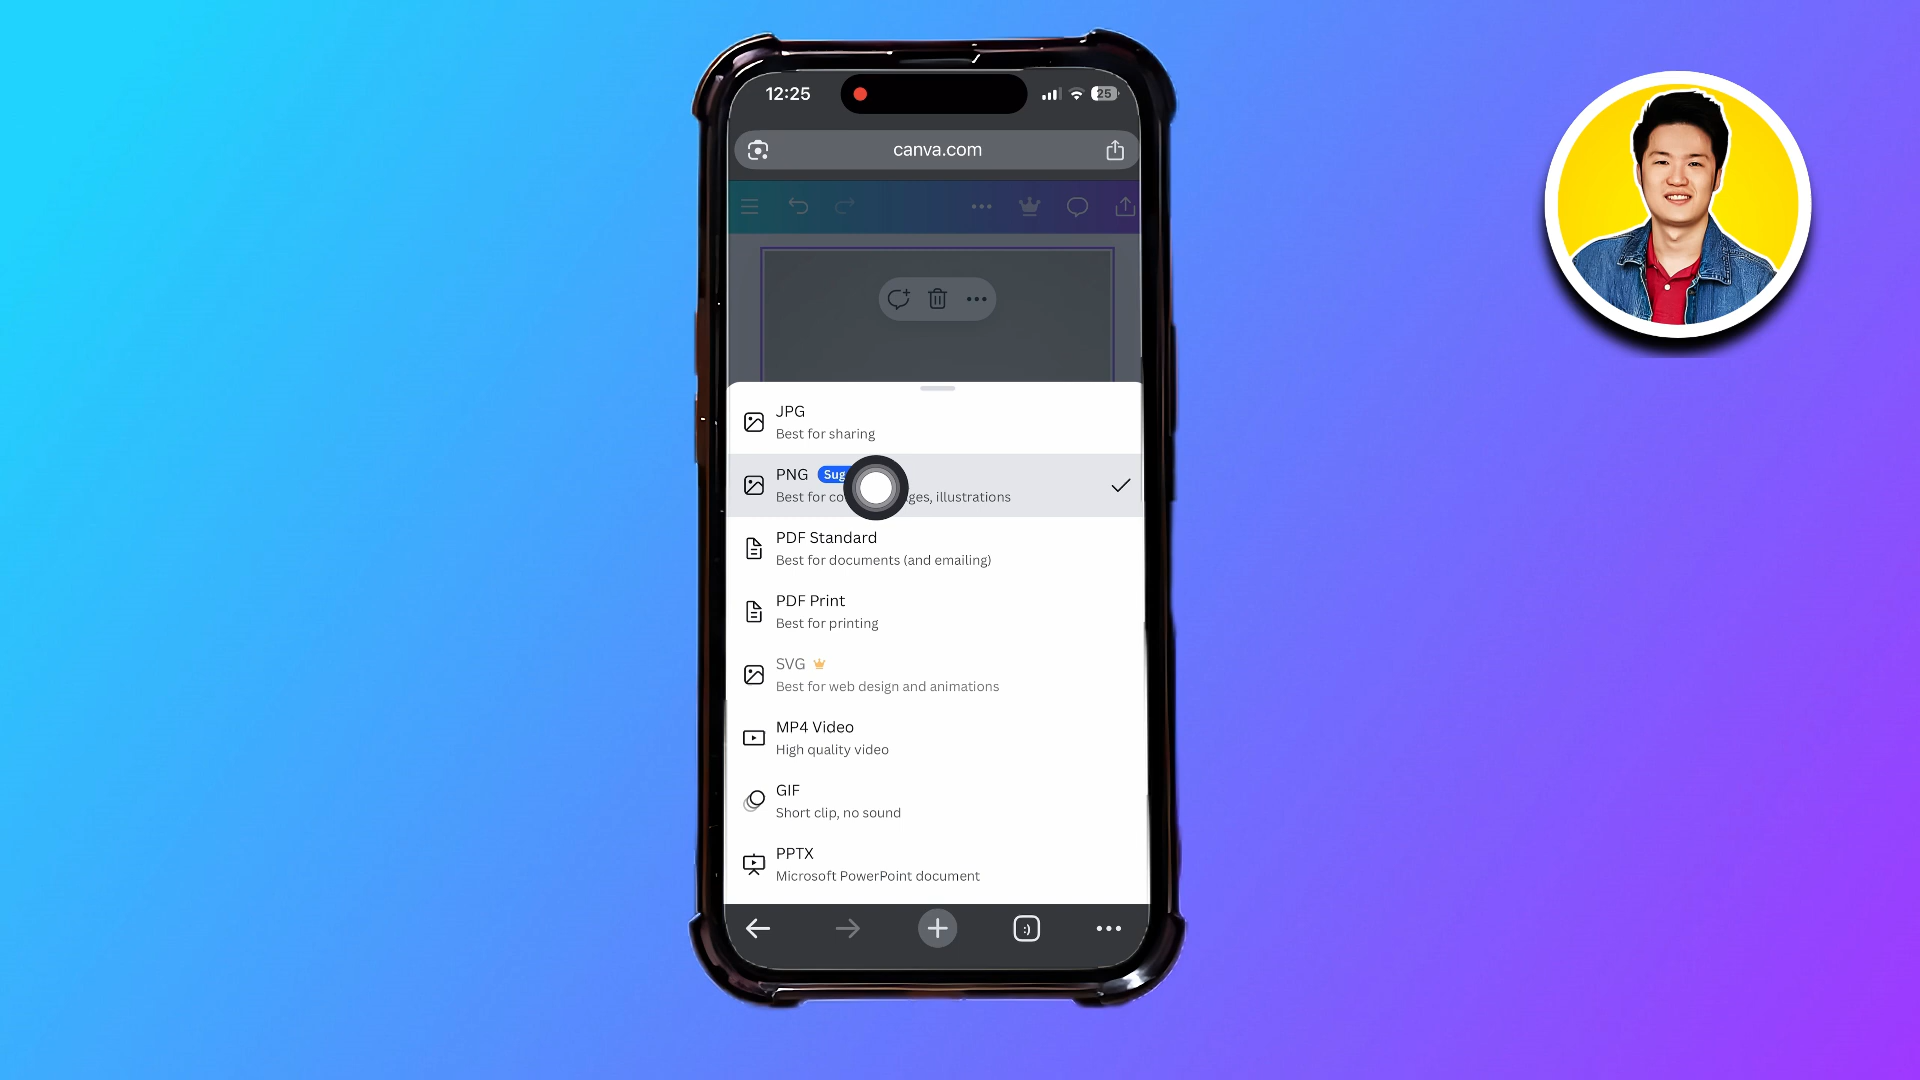 12:25
25
canva.com
JPG
Best for sharing
PNG
Best for illustrations
PDF Standard
Best for documents (and emailing)
PDF Print
Best for printing
SVG
Best for web design and animations
MP4 Video
High quality video
GIF
Short clip, no sound
PPTX
Microsoft PowerPoint document
:)